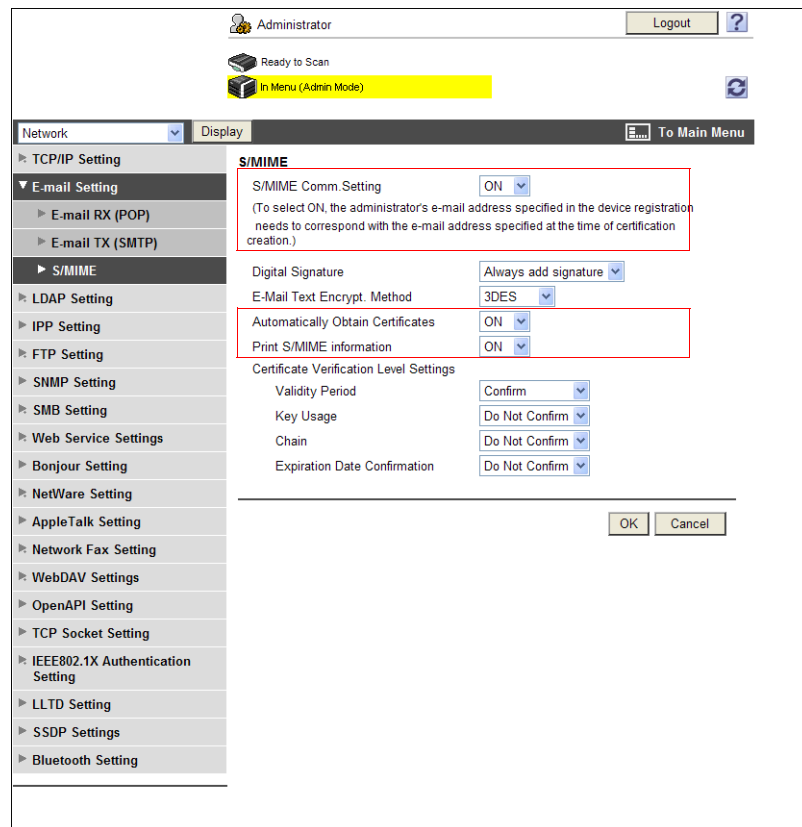 Administrator
Logout
?
Ready to Scan
In Menu (Admin Mode)
Network
Display
To Main Menu
TCP/IP Setting
E-mail Setting
E-mail RX (POP)
E-mail TX (SMTP)
S/MIME
LDAP Setting
IPP Setting
FTP Setting
SNMP Setting
SMB Setting
Web Service Settings
Bonjour Setting
NetWare Setting
AppleTalk Setting
Network Fax Setting
WebDAV Settings
OpenAPI Setting
TCP Socket Setting
IEEE802.1X Authentication
Setting
LLTD Setting
SSDP Settings
Bluetooth Setting
S/MIME
S/MIME Comm.Setting ON
(To select ON, the administrator's e-mail address specified in the device registration
needs to correspond with the e-mail address specified at the time of certification
creation.)
Digital Signature Always add signature
E-Mail Text Encrypt. Method 3DES
Automatically Obtain Certificates ON
Print S/MIME information ON
Certificate Verification Level Settings
Validity Period Confirm
Key Usage Do Not Confirm
Chain Do Not Confirm
Expiration Date Confirmation Do Not Confirm
OK Cancel